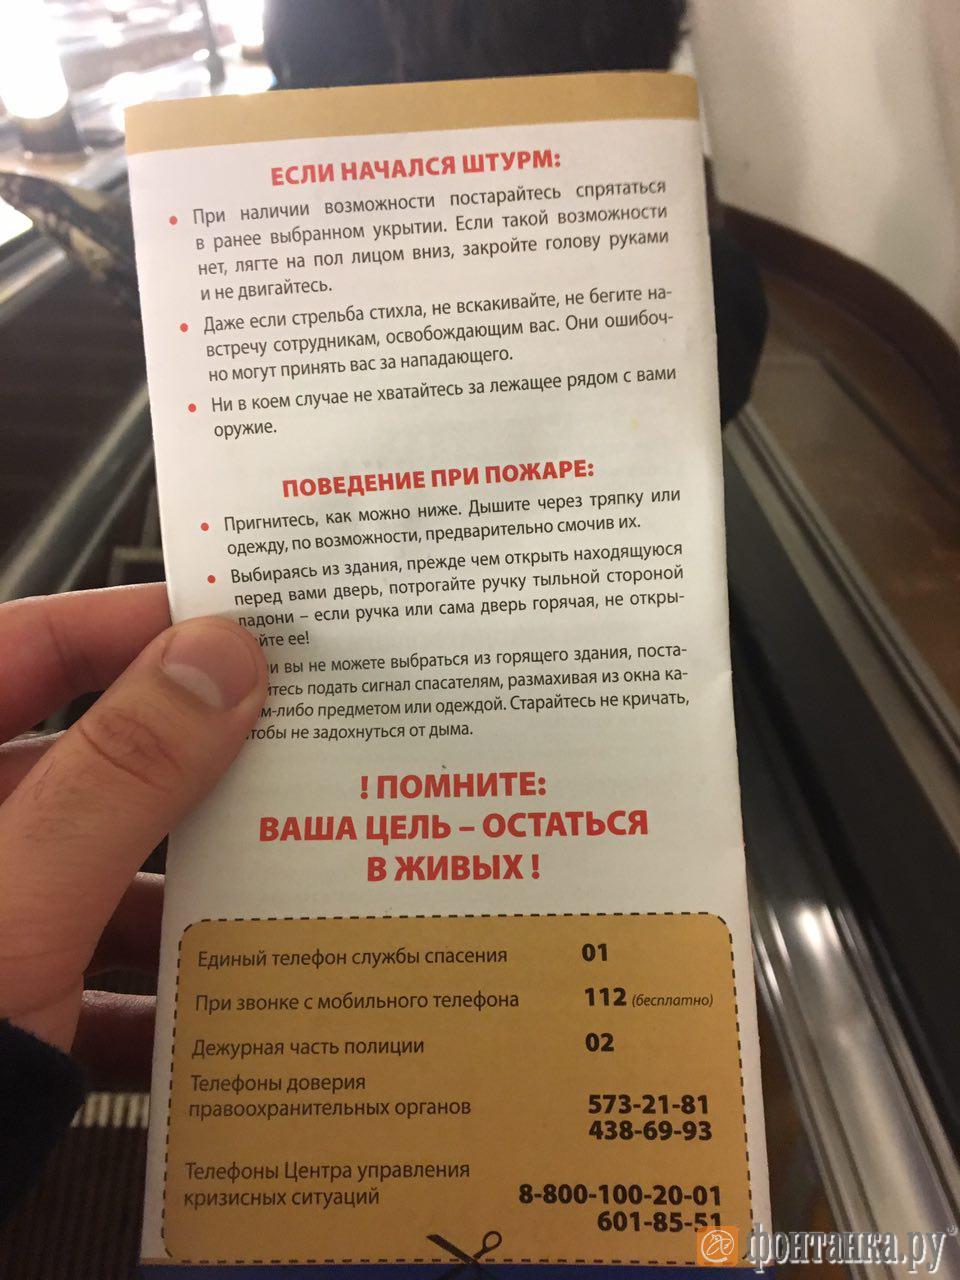 ЕСЛИ НАЧАЛСЯ ШТУРМ:
• При наличии возможности постарайтесь спрятаться
в ранее выбранном укрытии. Если такой возможности
нет, лягте на пол лицом вниз, закройте голову руками
и не двигайтесь.
• Даже если стрельба стихла, не вскакивайте, не бегите на-
встречу сотрудникам, освобождающим вас. Они ошибоч-
но могут принять вас за нападающего.
• Ни в коем случае не хватайтесь за лежащее рядом с вами
оружие.
ПОВЕДЕНИЕ ПРИ ПОЖАРЕ:
• Пригнитесь, как можно ниже. Дышите через тряпку или
одежду, по возможности, предварительно смочив их.
• Выбираясь из здания, прежде чем открыть находящуюся
перед вами дверь, потрогайте ручку тыльной стороной
ладони – если ручка или сама дверь горячая, не откры-
йте ее!
и вы не можете выбраться из горящего здания, поста-
йтесь подать сигнал спасателям, размахивая из окна ка-
м-либо предметом или одеждой. Старайтесь не кричать,
тобы не задохнуться от дыма.
! ПОМНИТЕ:
ВАША ЦЕЛЬ – ОСТАТЬСЯ
В ЖИВЫХ !
Единый телефон службы спасения 01
При звонке с мобильного телефона 112 (бесплатно)
Дежурная часть полиции 02
Телефоны доверия
правоохранительных органов 573-21-81
438-69-93
Телефоны Центра управления
кризисных ситуаций 8-800-100-20-01
601-85-51
фонтанка.ру